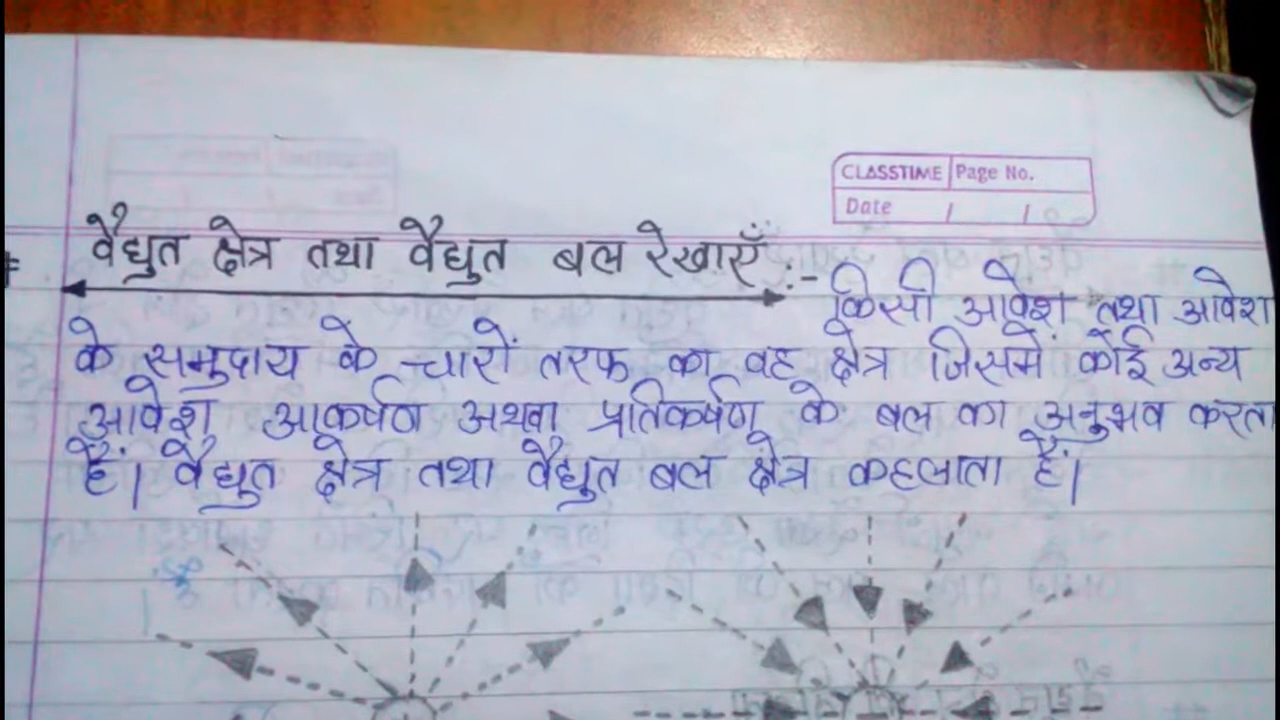 CLASSTIME Page No.
Date / /
# वैद्युत क्षेत्र तथा वैद्युत बल रेखाएँ :-
किसी आवेश तथा आवेश
के समुदाय के चारों तरफ का वह क्षेत्र जिसमें कोई अन्य
आवेश आकर्षण अथवा प्रतिकर्षण के बल का अनुभव करता
हैं। वैद्युत क्षेत्र तथा वैद्युत बल क्षेत्र कहलाता हैं।